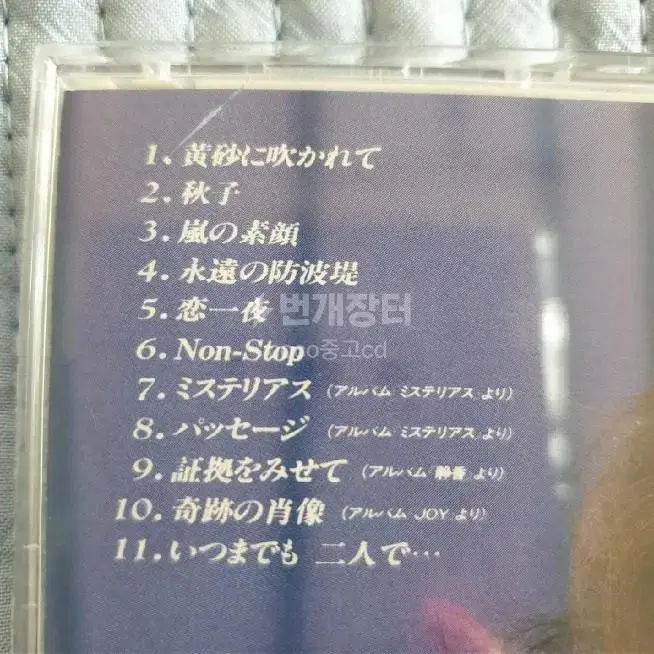 1. 黄砂に吹かれて
2. 秋子
3. 嵐の素顔
4. 永遠の防波堤
5. 恋一夜
번개장터
6. Non-Stop
중고cd
7. ミステリアス (アルバム ミステリアス より)
8. パッセージ (アルバム ミステリアス より)
9. 証拠をみせて (アルバム 静香 より)
10. 奇跡の肖像 (アルバム JOY より)
11. いつまでも 二人で…